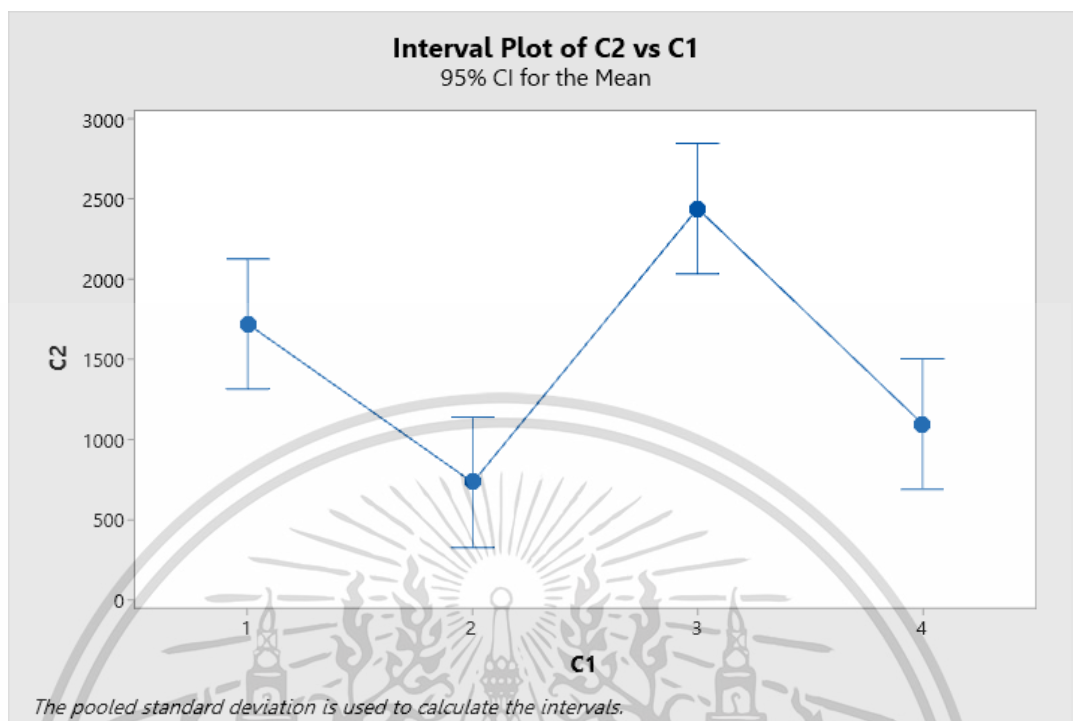 Interval Plot of C2 vs C1
95% CI for the Mean
3000
2500
2000
1500
1000
500
0
C2
1 2 3 4
C1
The pooled standard deviation is used to calculate the intervals.